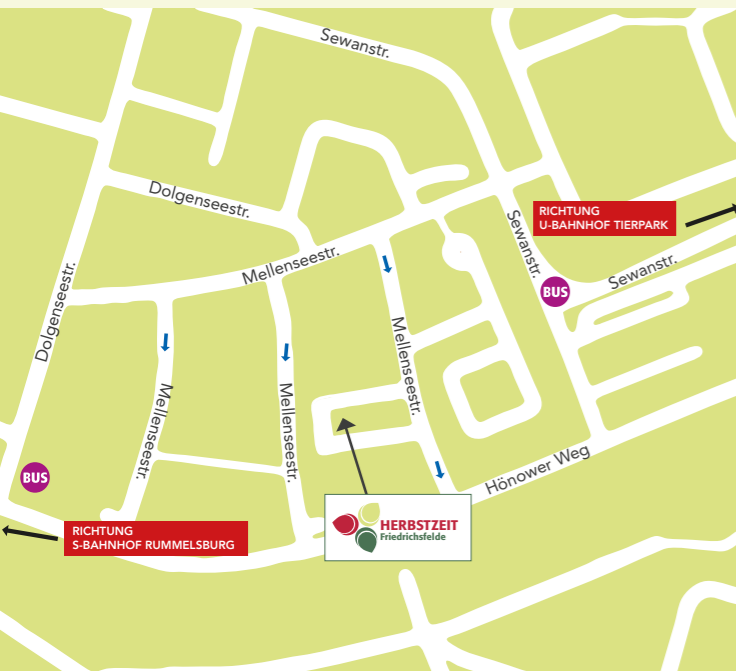 Sewanstr.
Dolgenseestr.
RICHTUNG
U-BAHNHOF TIERPARK
Sewanstr.
Mellenseestr.
Sewanstr.
BUS
Dolgenseestr.
Mellenseestr.
Mellenseestr.
Mellenseestr.
Hönower Weg
BUS
HERBSTZEIT
Friedrichsfelde
RICHTUNG
S-BAHNHOF RUMMELSBURG